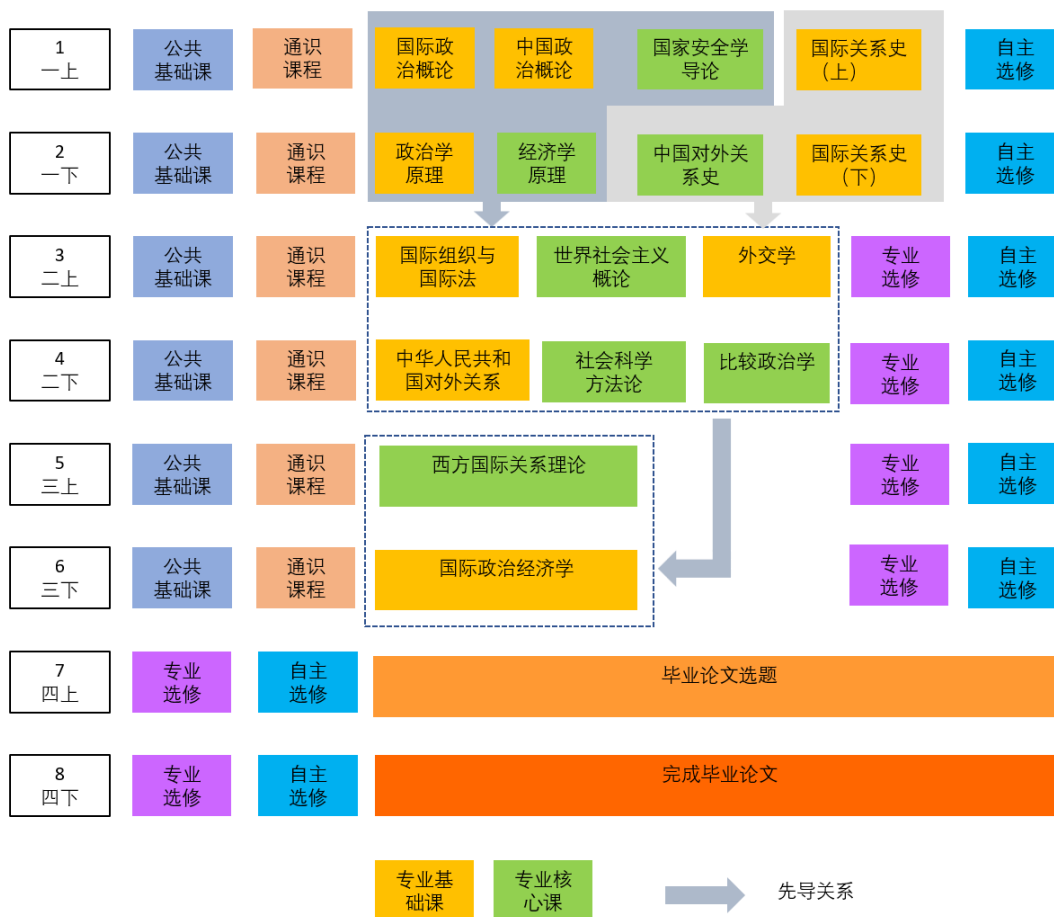 1
一上
公共
基础课
通识
课程
国际政
治概论
中国政
治概论
国家安全学
导论
国际关系史
（上）
自主
选修
2
一下
公共
基础课
通识
课程
政治学
原理
经济学
原理
中国对外关
系史
国际关系史
（下）
自主
选修
3
二上
公共
基础课
通识
课程
国际组织与
国际法
世界社会主义
概论
外交学
专业
选修
自主
选修
4
二下
公共
基础课
通识
课程
中华人民共和
国对外关系
社会科学
方法论
比较政治学
专业
选修
自主
选修
5
三上
公共
基础课
通识
课程
西方国际关系理论
专业
选修
自主
选修
6
三下
公共
基础课
通识
课程
国际政治经济学
专业
选修
自主
选修
7
四上
专业
选修
自主
选修
毕业论文选题
8
四下
专业
选修
自主
选修
完成毕业论文
专业基
础课
专业核
心课
先导关系